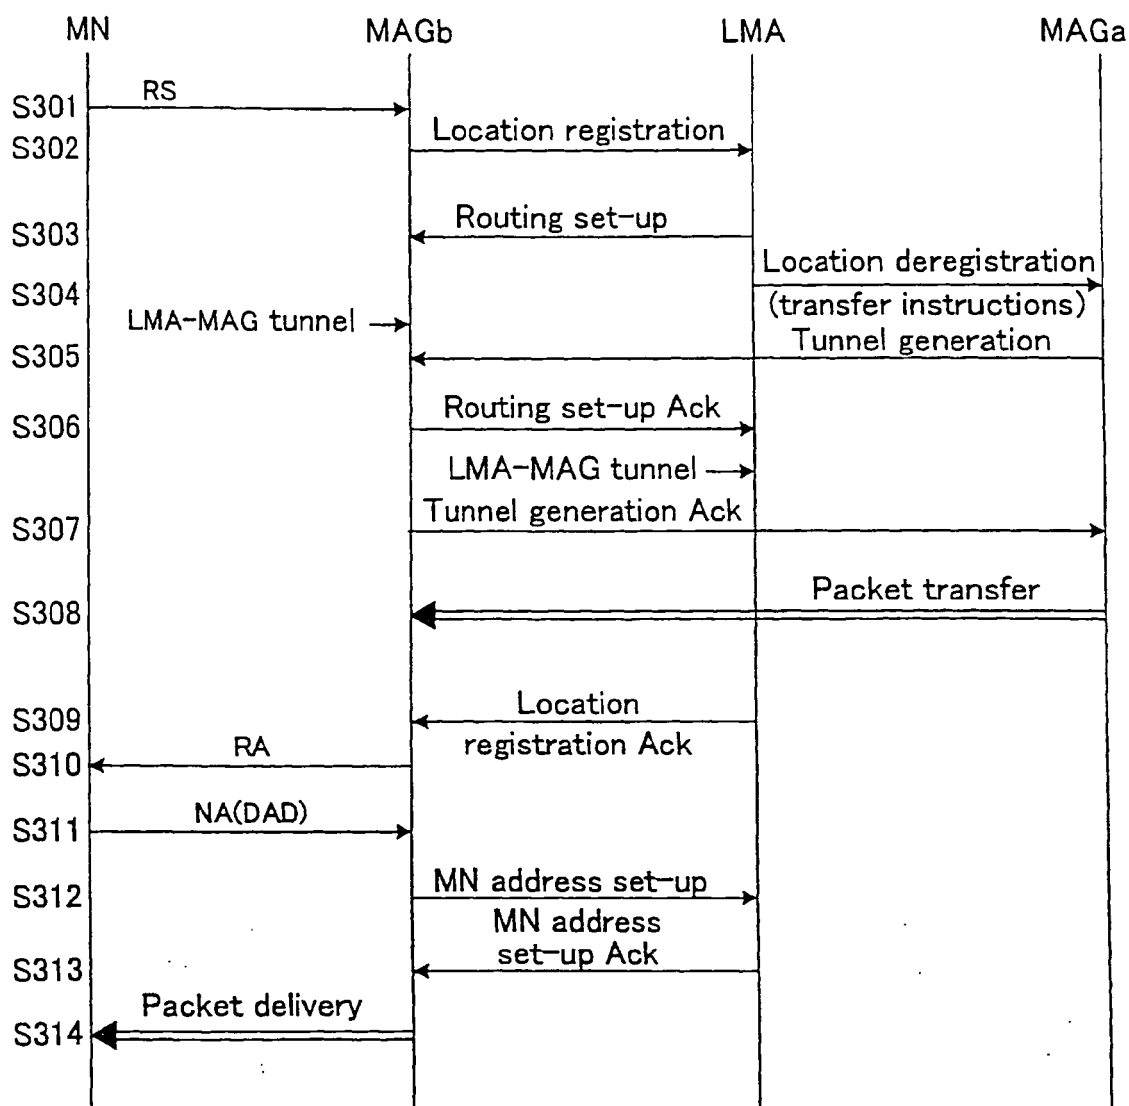 MN MAGb LMA MAGa
S301 RS
S302 Location registration
S303 Routing set-up
Location deregistration
S304 (transfer instructions)
LMA-MAG tunnel
S305 Tunnel generation
S306 Routing set-up Ack
LMA-MAG tunnel
S307 Tunnel generation Ack
S308 Packet transfer
S309 Location
registration Ack
S310 RA
S311 NA(DAD)
S312 MN address set-up
MN address
S313 set-up Ack
S314 Packet delivery